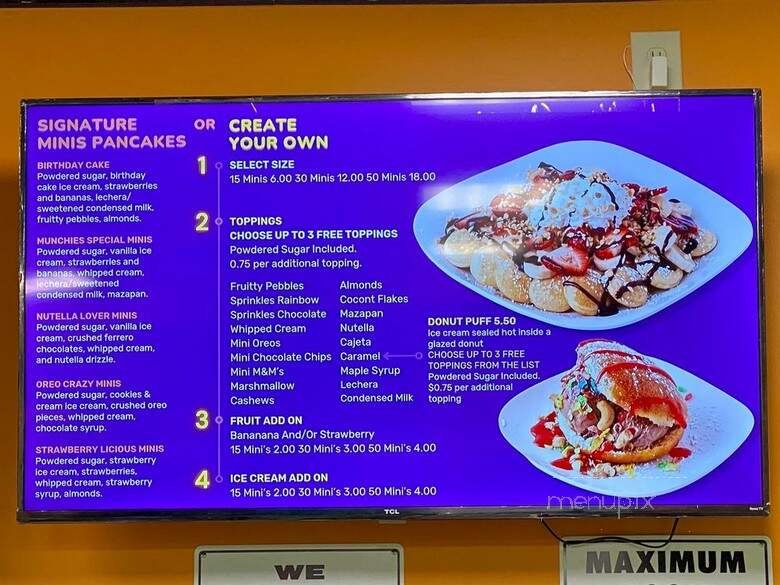 SIGNATURE
MINIS PANCAKES
BIRTHDAY CAKE
Powdered sugar, birthday
cake ice cream, strawberries
and bananas, lechera/
sweetened condensed milk,
fruitty pebbles, almonds.
MUNCHIES SPECIAL MINIS
Powdered sugar, vanilla ice
cream, strawberries and
bananas, whipped cream,
lechera/sweetened
condensed milk, mazapan.
NUTELLA LOVER MINIS
Powdered sugar, vanilla ice
cream, crushed ferrero
chocolates, whipped cream,
and nutella drizzle.
OREO CRAZY MINIS
Powdered sugar, cookies &
cream ice cream, crushed oreo
pieces, whipped cream,
chocolate syrup.
STRAWBERRY LICIOUS MINIS
Powdered sugar, strawberry
ice cream, strawberries,
whipped cream, strawberry
syrup, almonds.
OR
CREATE
YOUR OWN
1
SELECT SIZE
15 Minis 6.00 30 Minis 12.00 50 Minis 18.00
2
TOPPINGS
CHOOSE UP TO 3 FREE TOPPINGS
Powdered Sugar Included.
0.75 per additional topping.
Fruitty Pebbles
Sprinkles Rainbow
Sprinkles Chocolate
Whipped Cream
Mini Oreos
Mini Chocolate Chips
Mini M&M's
Marshmallow
Cashews
Almonds
Cocont Flakes
Mazapan
Nutella
Cajeta
Caramel
Maple Syrup
Lechera
Condensed Milk
DONUT PUFF 5.50
Ice cream sealed hot inside a
glazed donut
CHOOSE UP TO 3 FREE
TOPPINGS FROM THE LIST
Powdered Sugar Included.
$0.75 per additional
topping
3
FRUIT ADD ON
Bananana And/Or Strawberry
15 Mini's 2.00 30 Mini's 3.00 50 Mini's 4.00
4
ICE CREAM ADD ON
15 Mini's 2.00 30 Mini's 3.00 50 Mini's 4.00
menupix
TCL
Roku TV
WE
MAXIMUM